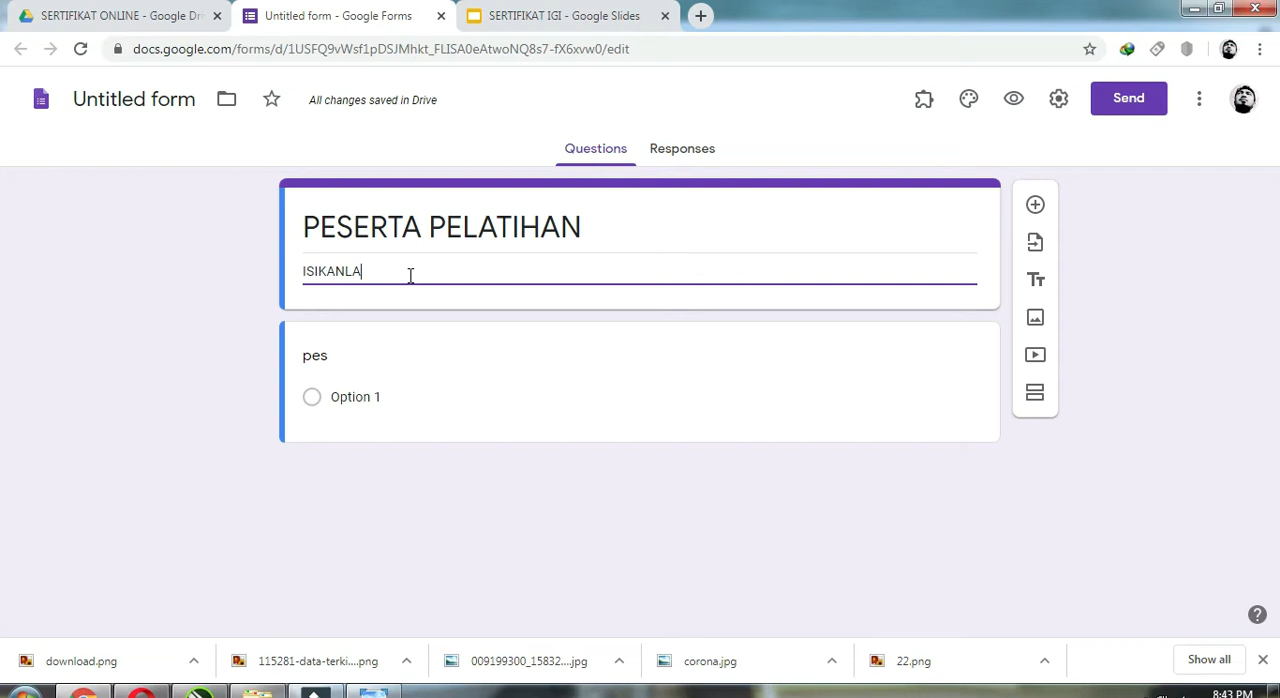 SERTIFIKAT ONLINE - Google Dr
Untitled form - Google Forms
SERTIFIKAT IGI - Google Slides
docs.google.com/forms/d/1USFQ9vWsf1pDSJMhkt_FLISA0eAtwoNQ8s7-fX6xvw0/edit
Untitled form
All changes saved in Drive
Send
Questions
Responses
PESERTA PELATIHAN
ISIKANLA
pes
Option 1
download.png
115281-data-terki....png
009199300_15832....jpg
corona.jpg
22.png
Show all
8:43 PM